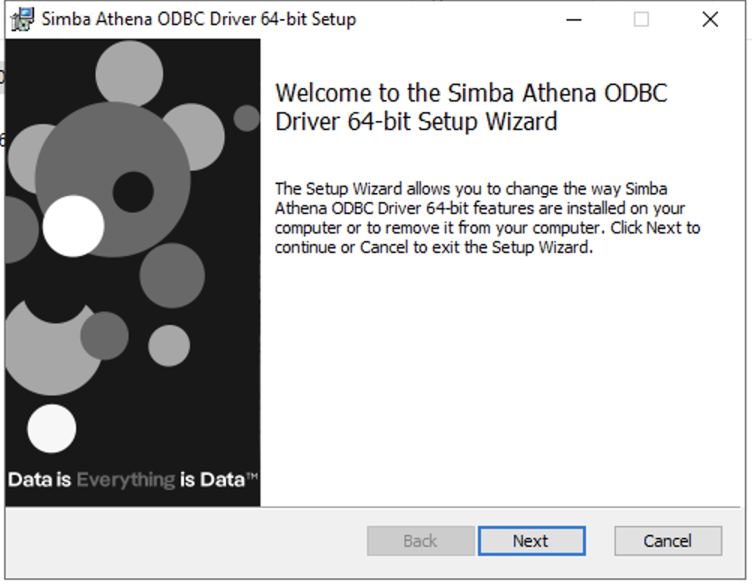 Simba Athena ODBC Driver 64-bit Setup
Welcome to the Simba Athena ODBC
Driver 64-bit Setup Wizard
The Setup Wizard allows you to change the way Simba
Athena ODBC Driver 64-bit features are installed on your
computer or to remove it from your computer. Click Next to
continue or Cancel to exit the Setup Wizard.
Data is Everything is Data™
Back Next Cancel